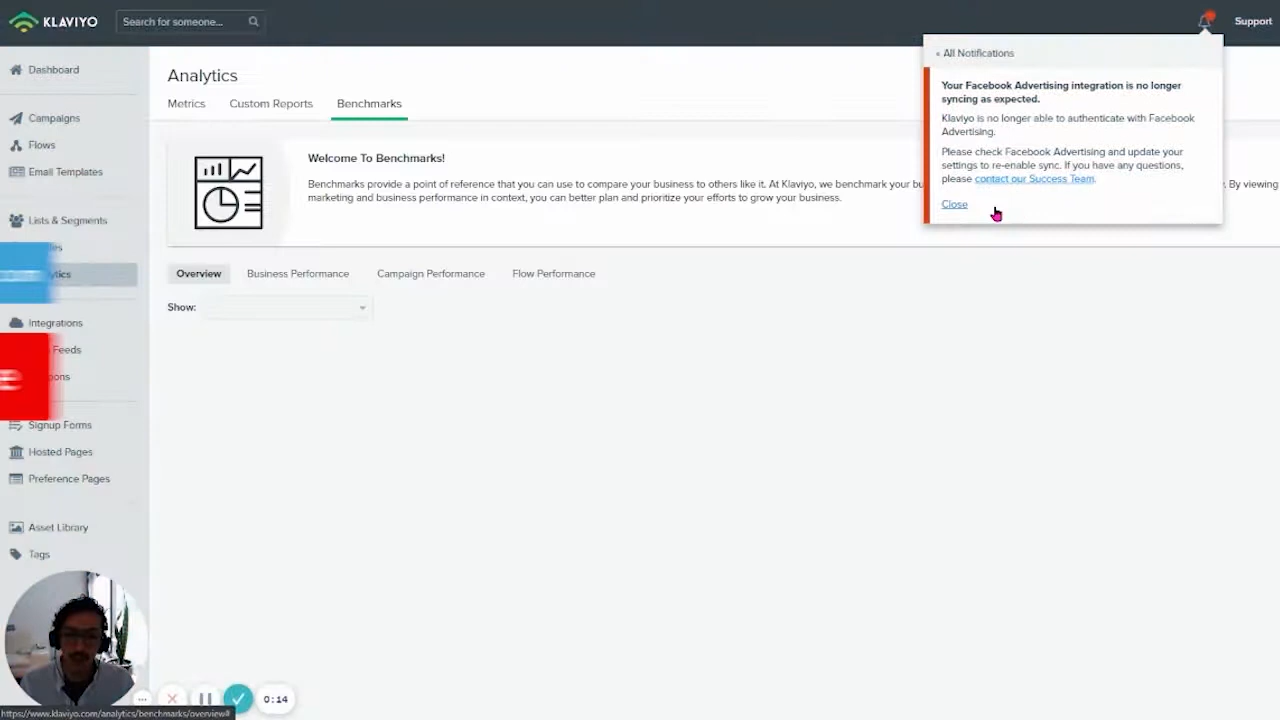 KLAVIYO
Search for someone...
Support
Dashboard
Campaigns
Flows
Email Templates
Lists & Segments
Integrations
Feeds
Signup Forms
Hosted Pages
Preference Pages
Asset Library
Tags
Analytics
Metrics Custom Reports Benchmarks
Welcome To Benchmarks!
Benchmarks provide a point of reference that you can use to compare your business to others like it. At Klaviyo, we benchmark your bu
By viewing
marketing and business performance in context, you can better plan and prioritize your efforts to grow your business.
Overview Business Performance Campaign Performance Flow Performance
Show:
« All Notifications
Your Facebook Advertising integration is no longer
syncing as expected.
Klaviyo is no longer able to authenticate with Facebook
Advertising.
Please check Facebook Advertising and update your
settings to re-enable sync. If you have any questions,
please contact our Success Team.
Close
0:14
https://www.klaviyo.com/analytics/benchmarks/overview#